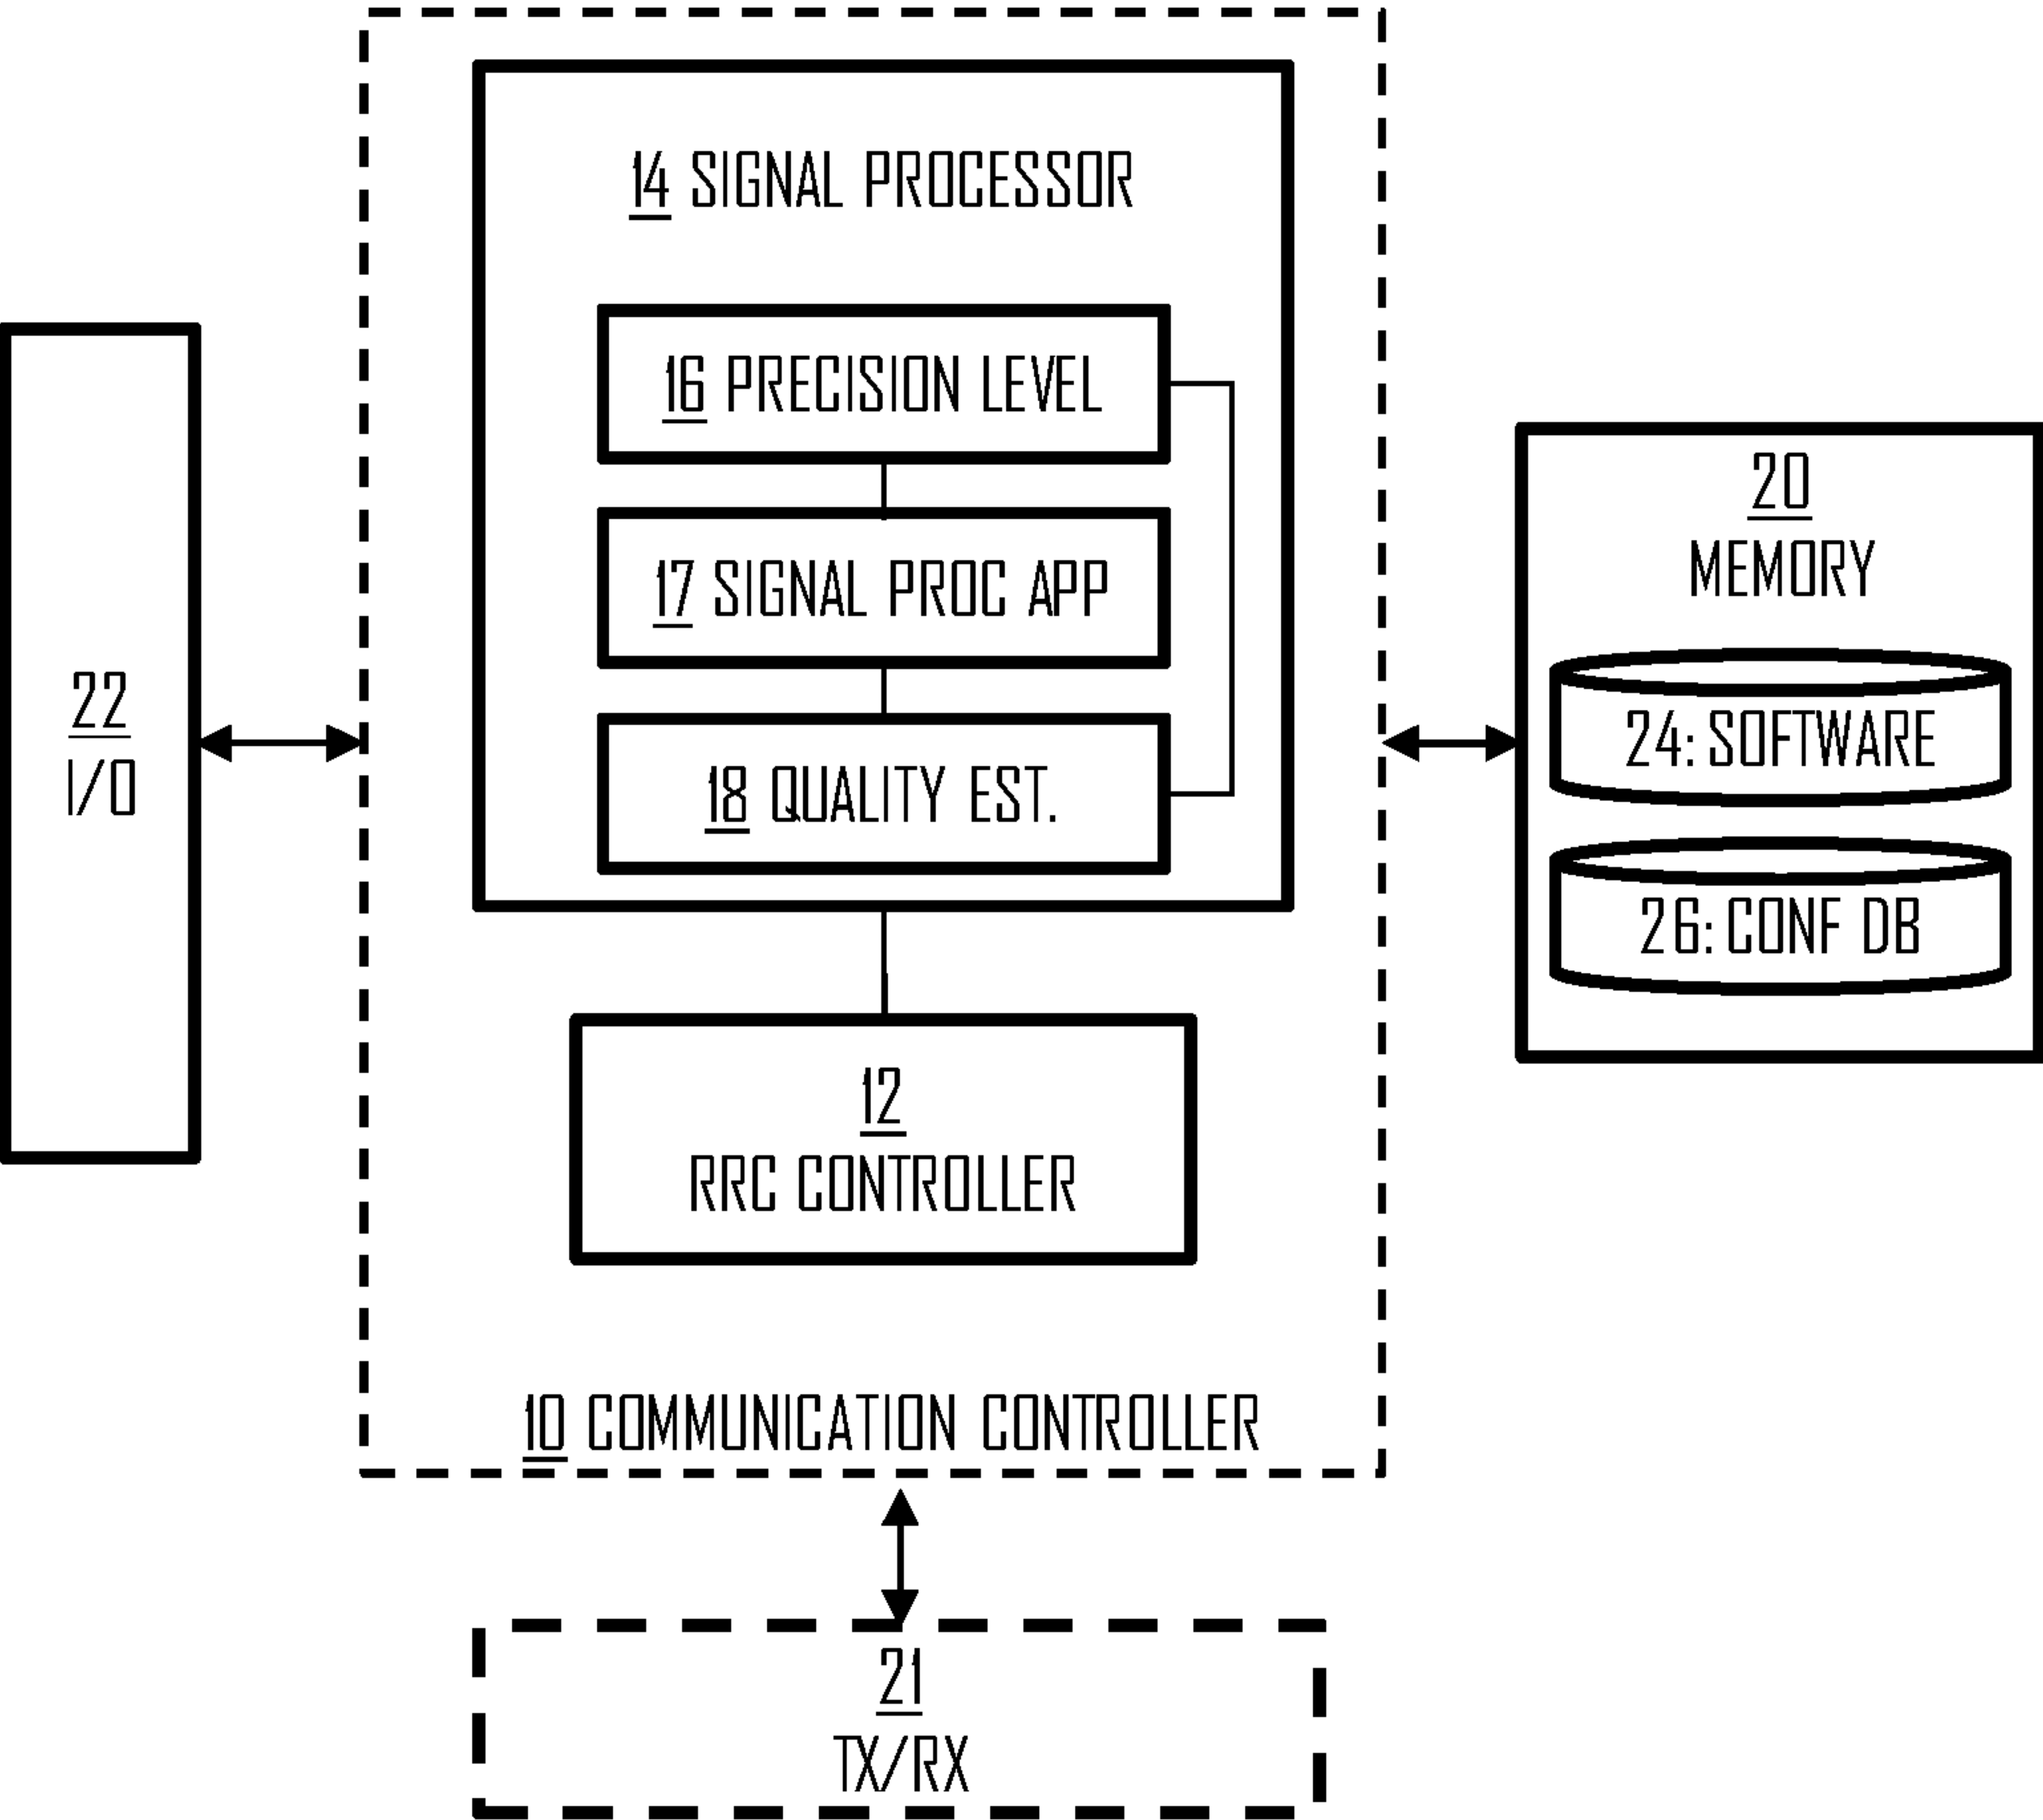 14 SIGNAL PROCESSOR
16 PRECISION LEVEL
17 SIGNAL PROC APP
18 QUALITY EST.
22
I/O
20
MEMORY
24: SOFTWARE
26: CONF DB
12
RRC CONTROLLER
10 COMMUNICATION CONTROLLER
21
TX/RX